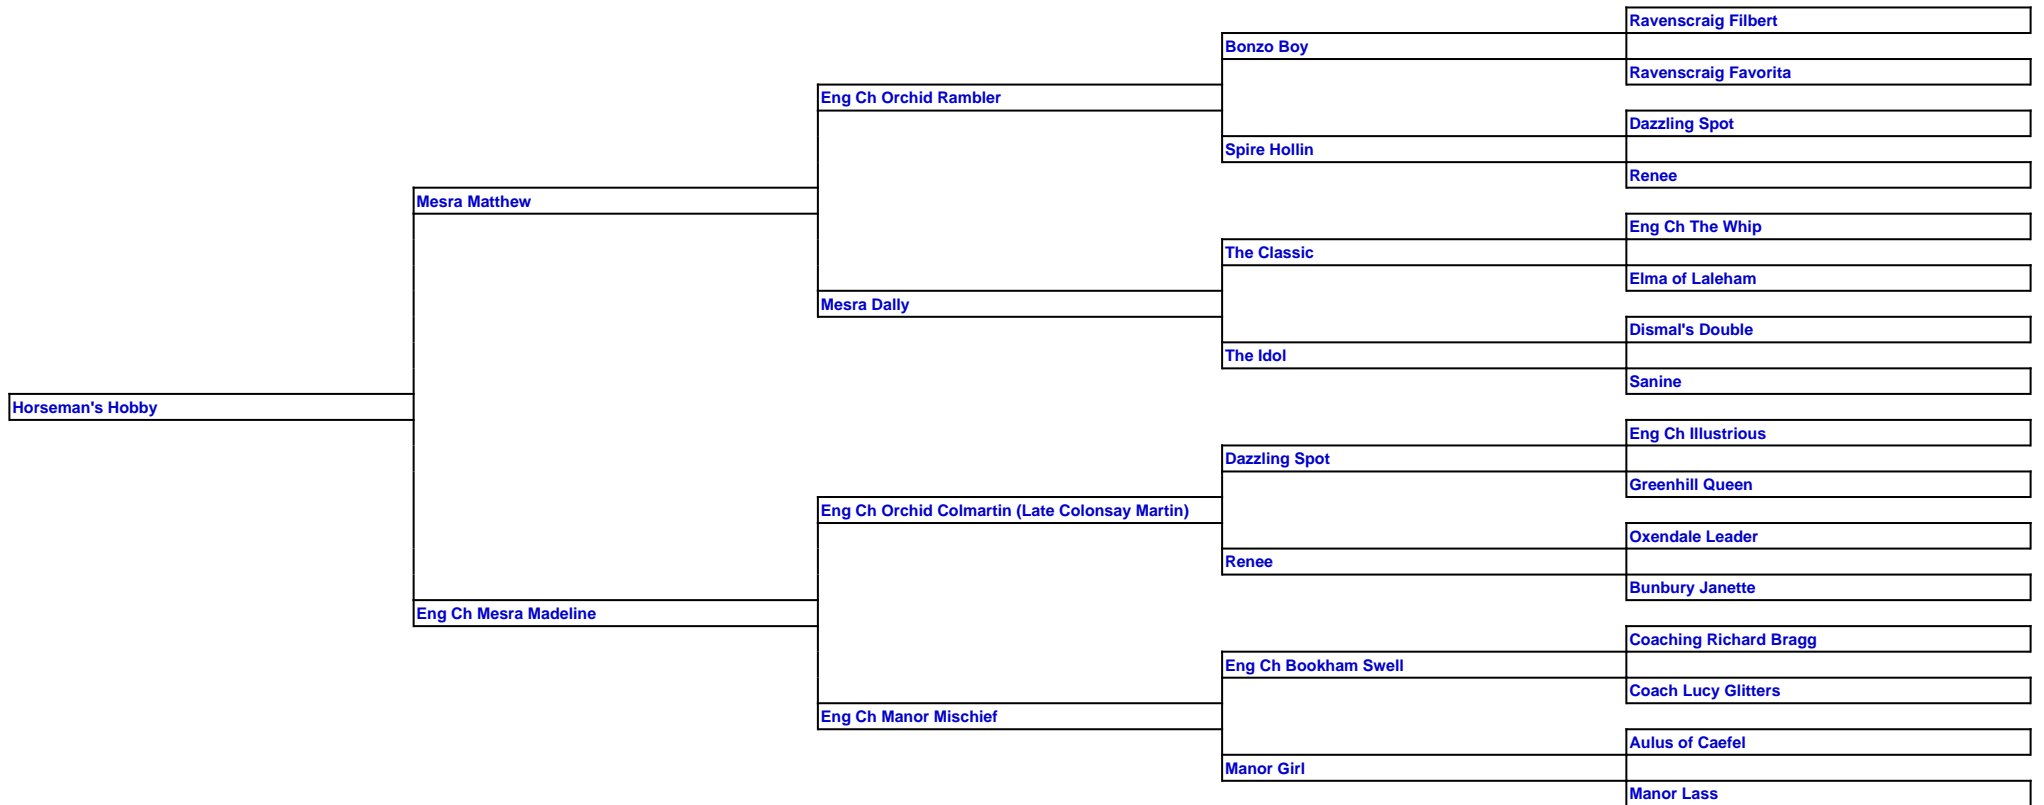 Ravenscraig Filbert
Bonzo Boy
Ravenscraig Favorita
Eng Ch Orchid Rambler
Dazzling Spot
Spire Hollin
Renee
Mesra Matthew
Eng Ch The Whip
The Classic
Elma of Laleham
Mesra Dally
Dismal's Double
The Idol
Sanine
Horseman's Hobby
Eng Ch Illustrious
Dazzling Spot
Greenhill Queen
Eng Ch Orchid Colmartin (Late Colonsay Martin)
Oxendale Leader
Renee
Bunbury Janette
Eng Ch Mesra Madeline
Coaching Richard Bragg
Eng Ch Bookham Swell
Coach Lucy Glitters
Eng Ch Manor Mischief
Aulus of Caefel
Manor Girl
Manor Lass